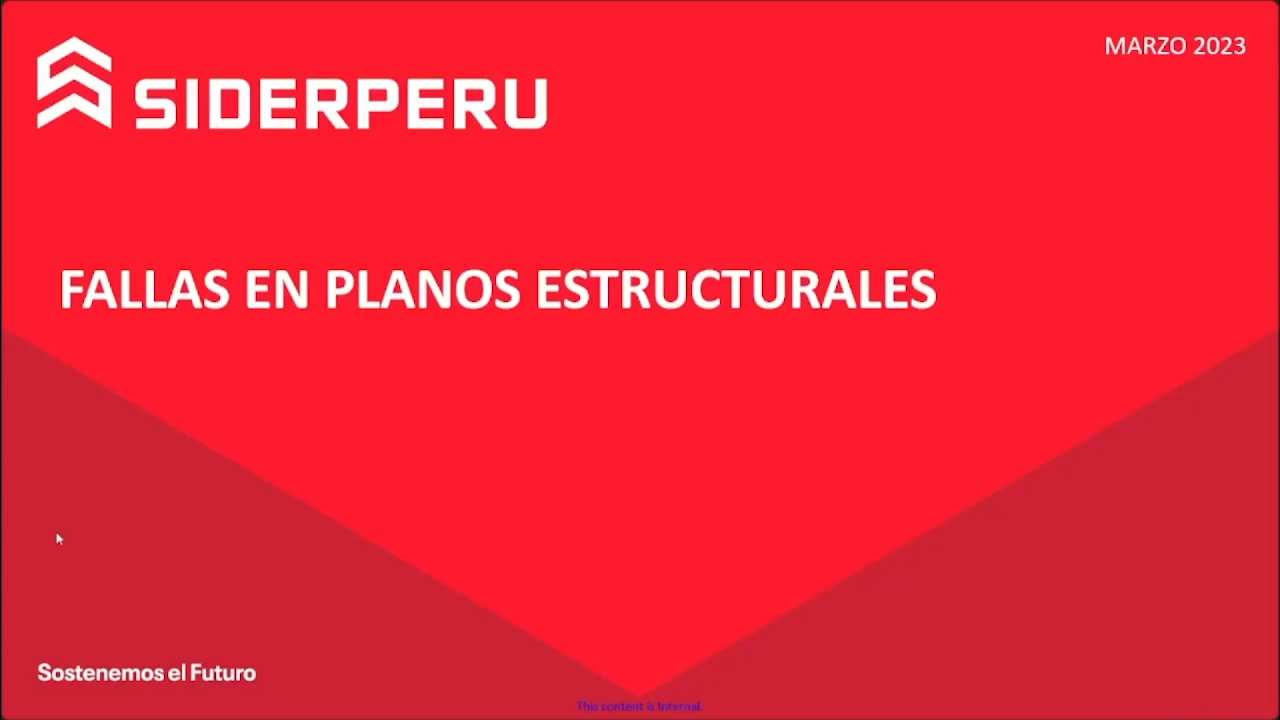 MARZO 2023
SIDERPERU
FALLAS EN PLANOS ESTRUCTURALES
Sostenemos el Futuro
This content is Internal.